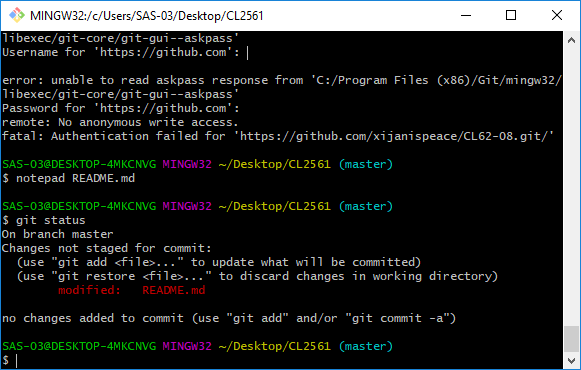 MINGW32:/c/Users/SAS-03/Desktop/CL2561
libexec/git-core/git-gui--askpass'
Username for 'https://github.com':
error: unable to read askpass response from 'C:/Program Files (x86)/Git/mingw32/
libexec/git-core/git-gui--askpass'
Password for 'https://github.com':
remote: No anonymous write access.
fatal: Authentication failed for 'https://github.com/xijanispeace/CL62-08.git/'
SAS-03@DESKTOP-4MKCNVG MINGW32 ~/Desktop/CL2561 (master)
$ notepad README.md
SAS-03@DESKTOP-4MKCNVG MINGW32 ~/Desktop/CL2561 (master)
$ git status
On branch master
Changes not staged for commit:
  (use "git add <file>..." to update what will be committed)
  (use "git restore <file>..." to discard changes in working directory)
        modified:   README.md
no changes added to commit (use "git add" and/or "git commit -a")
SAS-03@DESKTOP-4MKCNVG MINGW32 ~/Desktop/CL2561 (master)
$